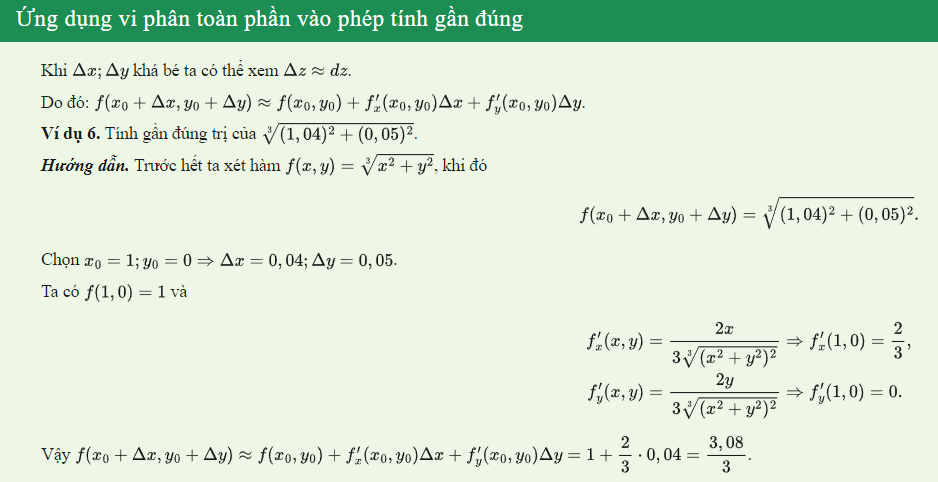 Ứng dụng vi phân toàn phần vào phép tính gần đúng
Khi $\Delta x; \Delta y$ khá bé ta có thể xem $\Delta z \approx dz$.
Do đó: $f(x_0 + \Delta x, y_0 + \Delta y) \approx f(x_0, y_0) + f'_x(x_0, y_0)\Delta x + f'_y(x_0, y_0)\Delta y$.
Ví dụ 6. Tính gần đúng trị của $\sqrt[3]{(1,04)^2 + (0,05)^2}$.
Hướng dẫn. Trước hết ta xét hàm $f(x, y) = \sqrt[3]{x^2 + y^2}$, khi đó
$f(x_0 + \Delta x, y_0 + \Delta y) = \sqrt[3]{(1,04)^2 + (0,05)^2}$.
Chọn $x_0 = 1; y_0 = 0 \Rightarrow \Delta x = 0,04; \Delta y = 0,05$.
Ta có $f(1, 0) = 1$ và
$f'_x(x, y) = \frac{2x}{3\sqrt[3]{(x^2 + y^2)^2}} \Rightarrow f'_x(1, 0) = \frac{2}{3},$
$f'_y(x, y) = \frac{2y}{3\sqrt[3]{(x^2 + y^2)^2}} \Rightarrow f'_y(1, 0) = 0.$
Vậy $f(x_0 + \Delta x, y_0 + \Delta y) \approx f(x_0, y_0) + f'_x(x_0, y_0)\Delta x + f'_y(x_0, y_0)\Delta y = 1 + \frac{2}{3} \cdot 0,04 = \frac{3,08}{3}$.